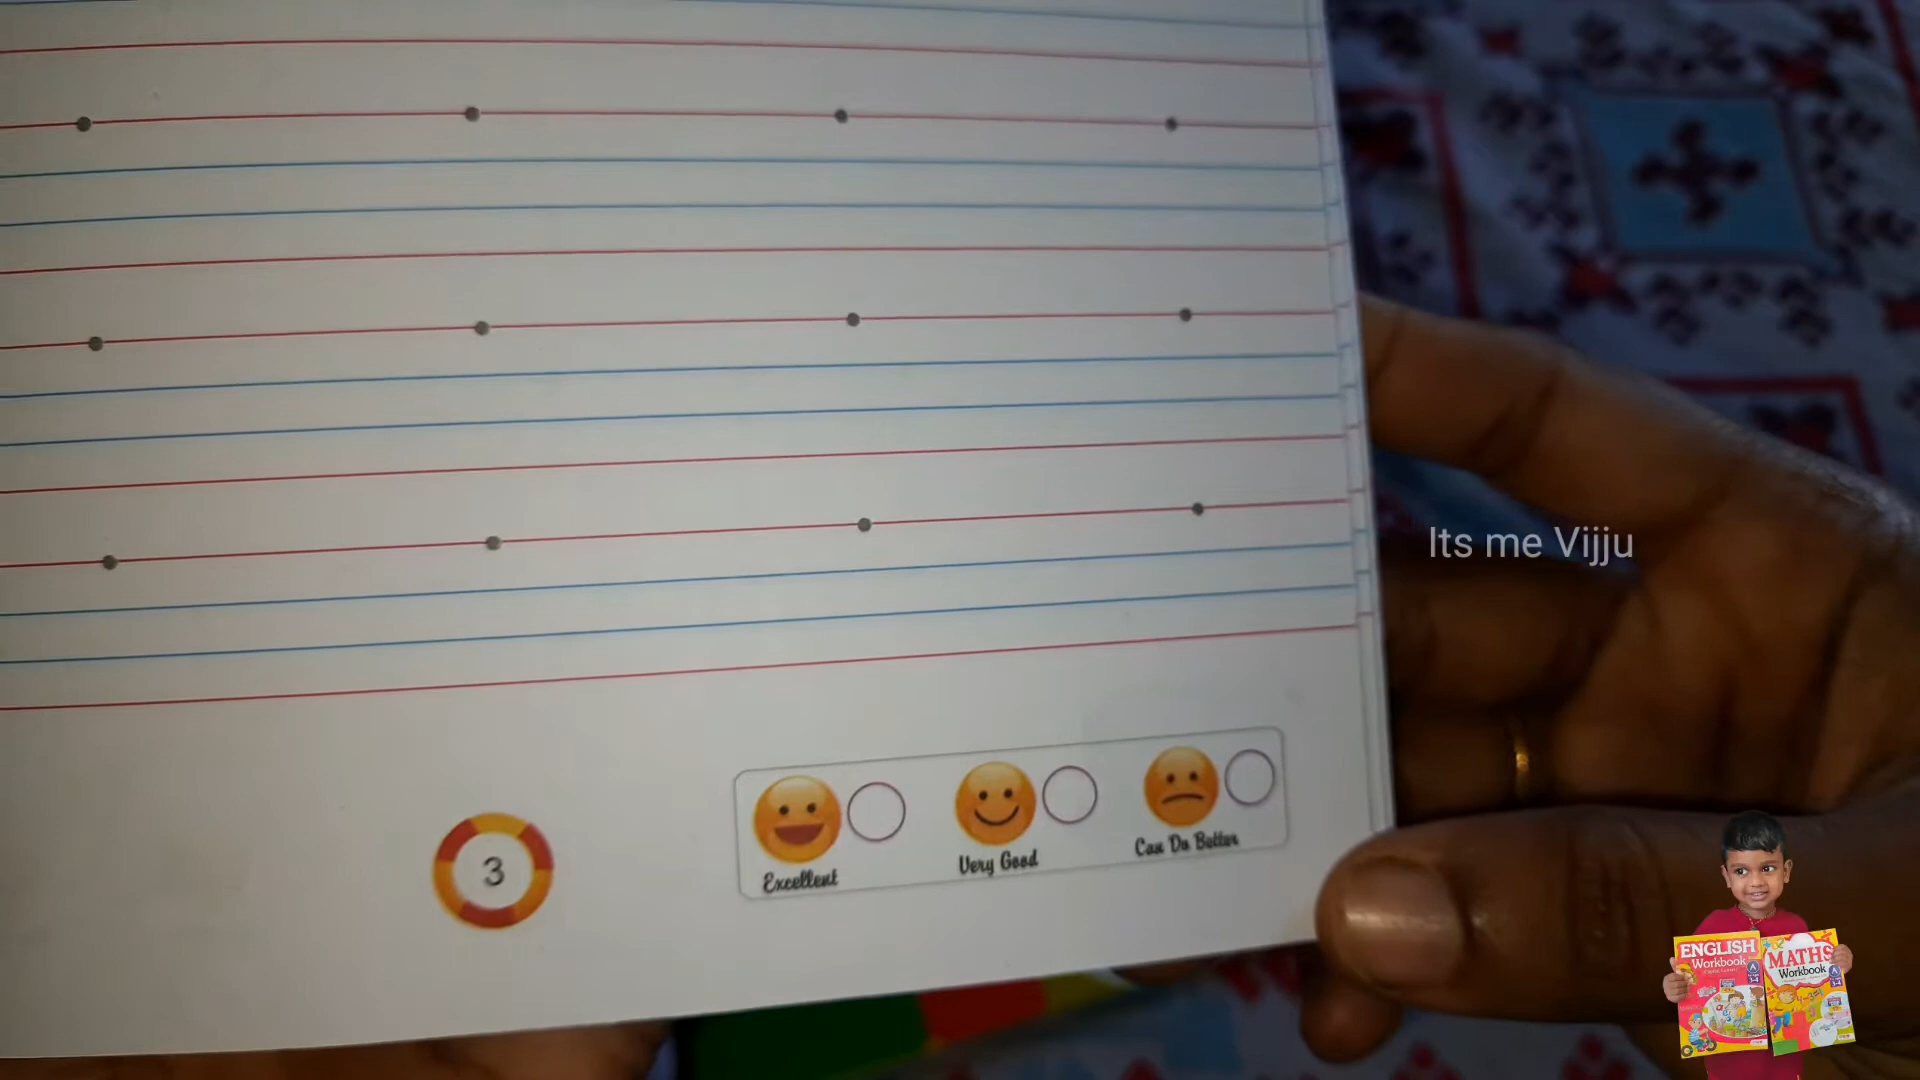 Its me Vijju
3
Excellent
Very Good
Can Do Better
ENGLISH
Workbook
MATHS
Workbook